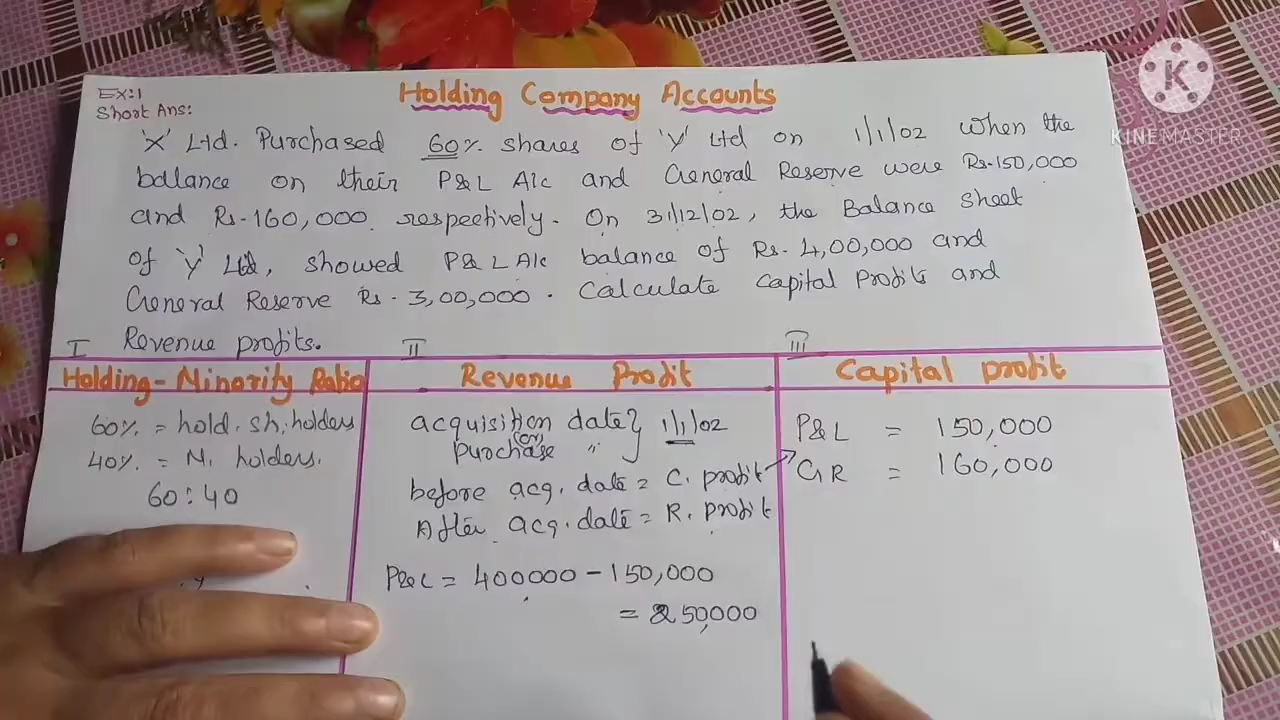 EX:1
Short Ans:
Holding Company Accounts
'X' Ltd. Purchased 60% shares of 'Y' Ltd on 1/1/02 when the
balance on their P&L A/c and General Reserve were Rs.150,000
and Rs.160,000 respectively. On 31/12/02, the Balance sheet
of 'Y' Ltd, showed P&L A/c balance of Rs. 4,00,000 and
General Reserve Rs. 3,00,000. Calculate Capital Profits and
Revenue profits.
I
II
III
Holding-Minority Ratio
60% = hold. sh. holders
40% = M. holders.
60:40
Revenue Profit
acquisition date} 1/1/02
(or)
Purchase "
before acq. date = C. profit
After acq. date = R. profit
P&L = 400000 - 150,000
= 250,000
Capital profit
P&L = 150,000
GR = 160,000
K
KINEMASTER